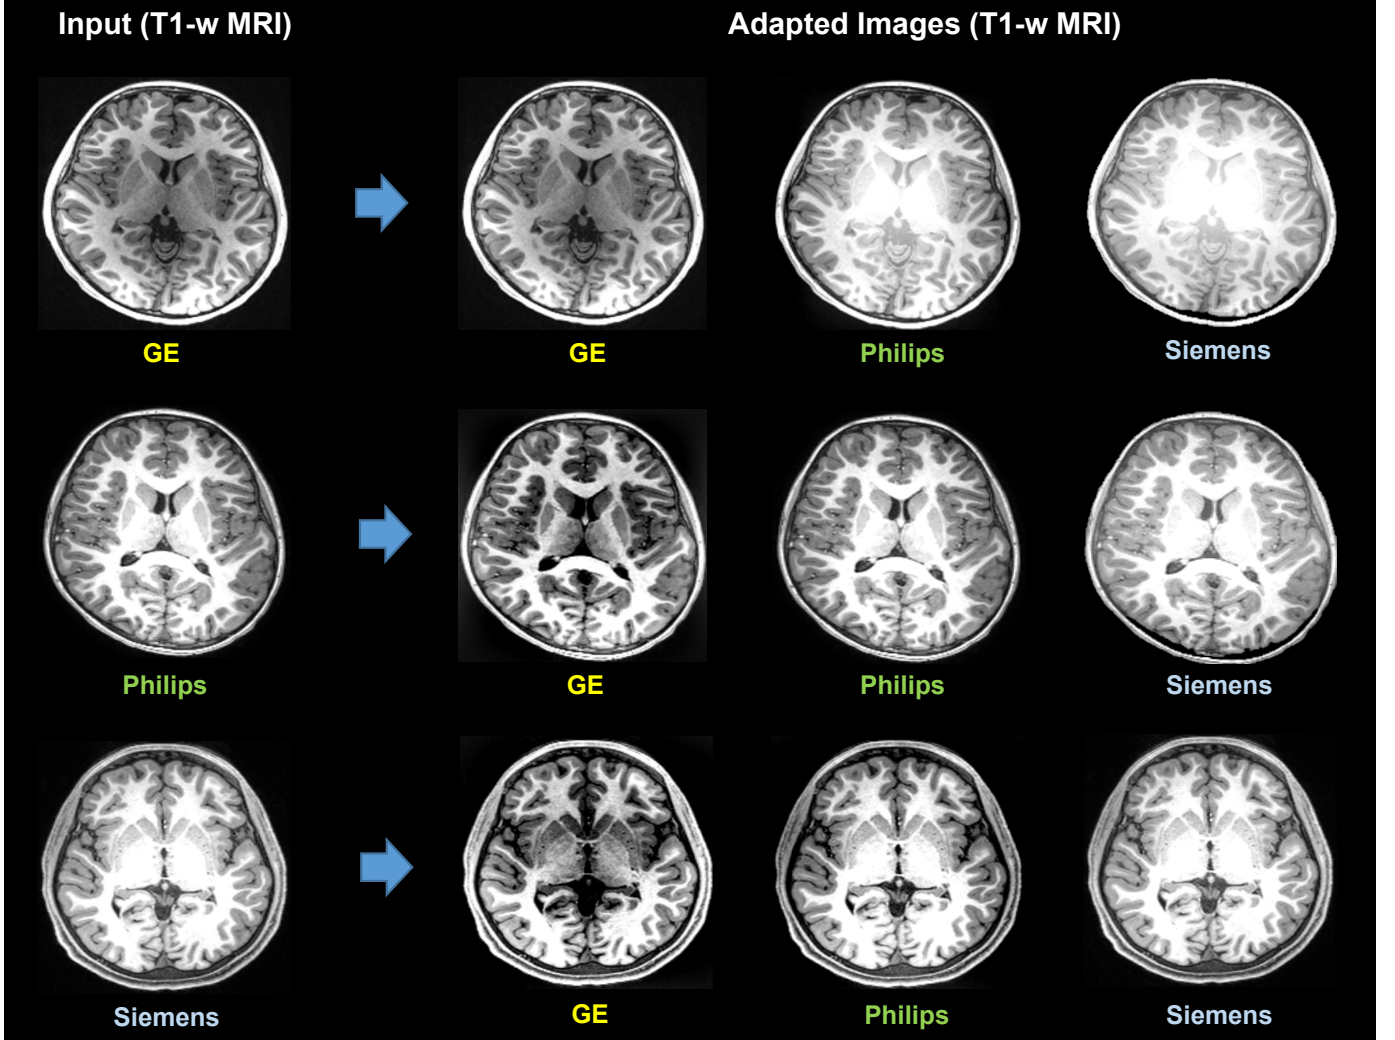 Input (T1-w MRI)
Adapted Images (T1-w MRI)
GE
GE
Philips
Siemens
Philips
GE
Philips
Siemens
Siemens
GE
Philips
Siemens